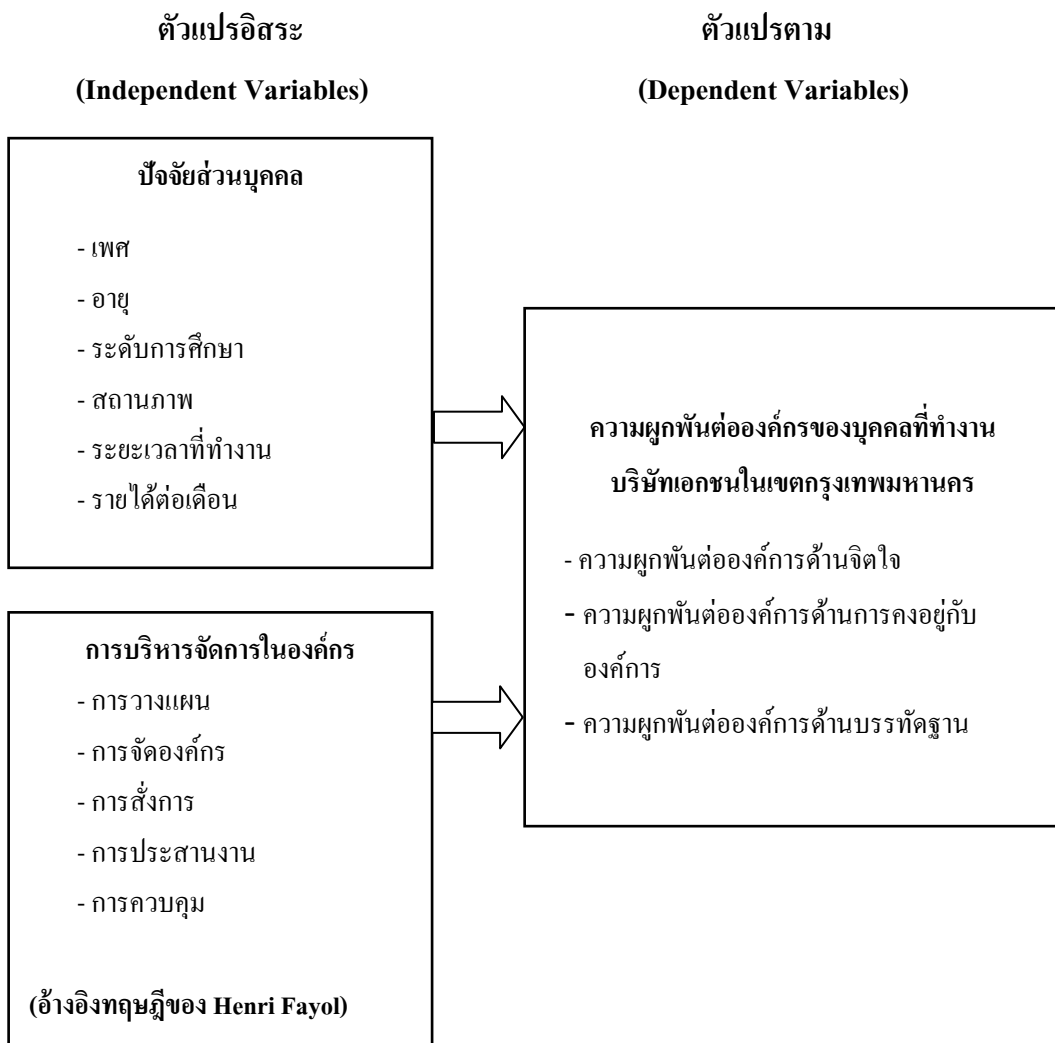 ตัวแปรอิสระ
(Independent Variables)
ปัจจัยส่วนบุคคล
- เพศ
- อายุ
- ระดับการศึกษา
- สถานภาพ
- ระยะเวลาที่ทำงาน
- รายได้ต่อเดือน
การบริหารจัดการในองค์กร
- การวางแผน
- การจัดองค์กร
- การสั่งการ
- การประสานงาน
- การควบคุม
(อ้างอิงทฤษฎีของ Henri Fayol)
ตัวแปรตาม
(Dependent Variables)
ความผูกพันต่อองค์กรของบุคคลที่ทำงาน
บริษัทเอกชนในเขตกรุงเทพมหานคร
- ความผูกพันต่อองค์การด้านจิตใจ
- ความผูกพันต่อองค์การด้านการคงอยู่กับ
องค์การ
- ความผูกพันต่อองค์การด้านบรรทัดฐาน